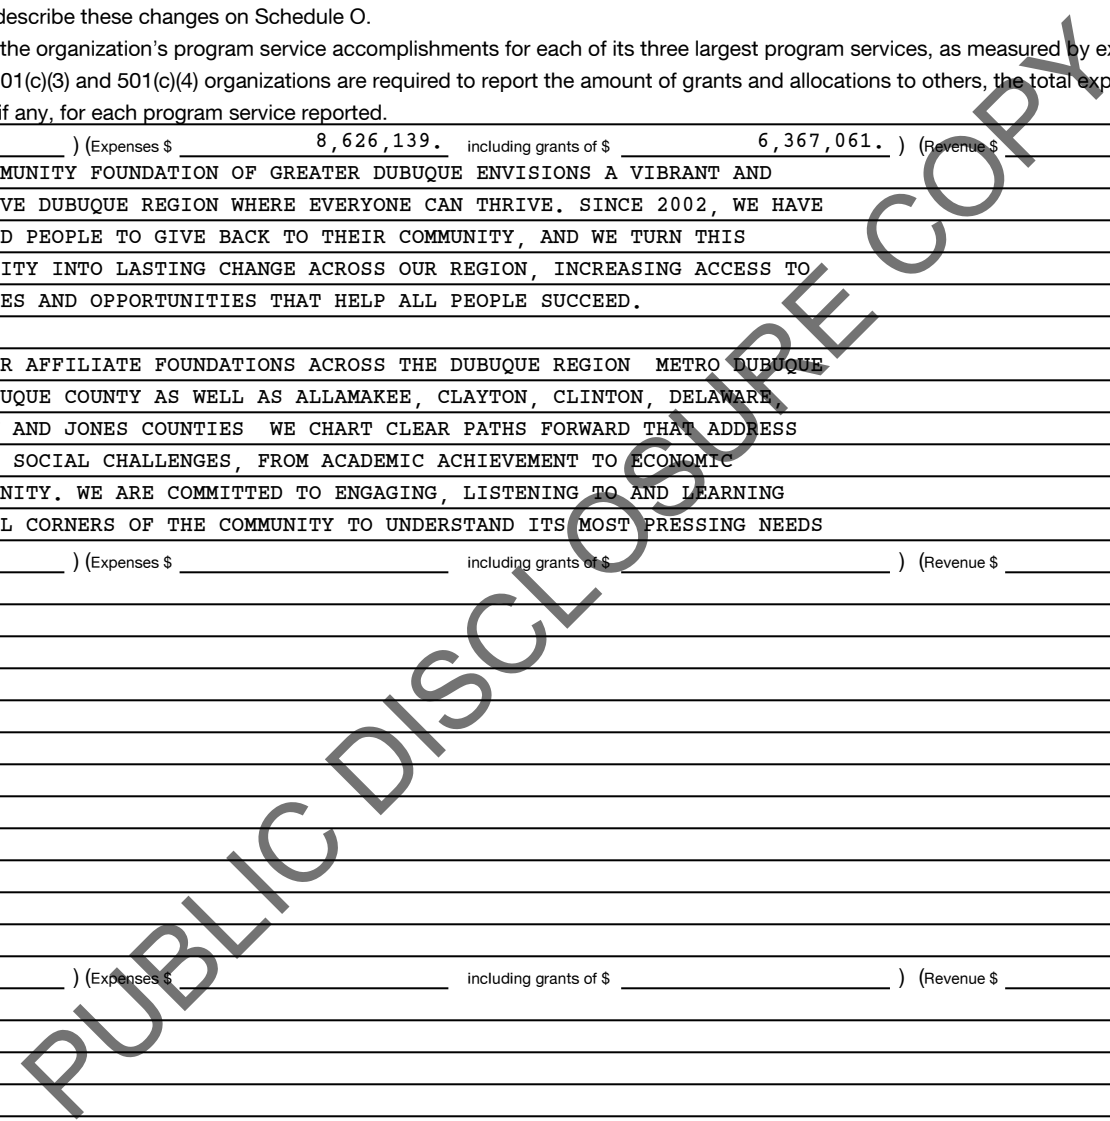 describe these changes on Schedule O.
the organization's program service accomplishments for each of its three largest program services, as measured by ex
01(c)(3) and 501(c)(4) organizations are required to report the amount of grants and allocations to others, the total exp
if any, for each program service reported.
) (Expenses $ 8,626,139. including grants of $ 6,367,061. ) (Revenue $
MUNITY FOUNDATION OF GREATER DUBUQUE ENVISIONS A VIBRANT AND
VE DUBUQUE REGION WHERE EVERYONE CAN THRIVE. SINCE 2002, WE HAVE
D PEOPLE TO GIVE BACK TO THEIR COMMUNITY, AND WE TURN THIS
ITY INTO LASTING CHANGE ACROSS OUR REGION, INCREASING ACCESS TO
ES AND OPPORTUNITIES THAT HELP ALL PEOPLE SUCCEED.
R AFFILIATE FOUNDATIONS ACROSS THE DUBUQUE REGION METRO DUBUQUE
UQUE COUNTY AS WELL AS ALLAMAKEE, CLAYTON, CLINTON, DELAWARE,
AND JONES COUNTIES WE CHART CLEAR PATHS FORWARD THAT ADDRESS
SOCIAL CHALLENGES, FROM ACADEMIC ACHIEVEMENT TO ECONOMIC
NITY. WE ARE COMMITTED TO ENGAGING, LISTENING TO AND LEARNING
L CORNERS OF THE COMMUNITY TO UNDERSTAND ITS MOST PRESSING NEEDS
) (Expenses $ including grants of $ ) (Revenue $
) (Expenses $ including grants of $ ) (Revenue $
PUBLIC DISCLOSURE COPY